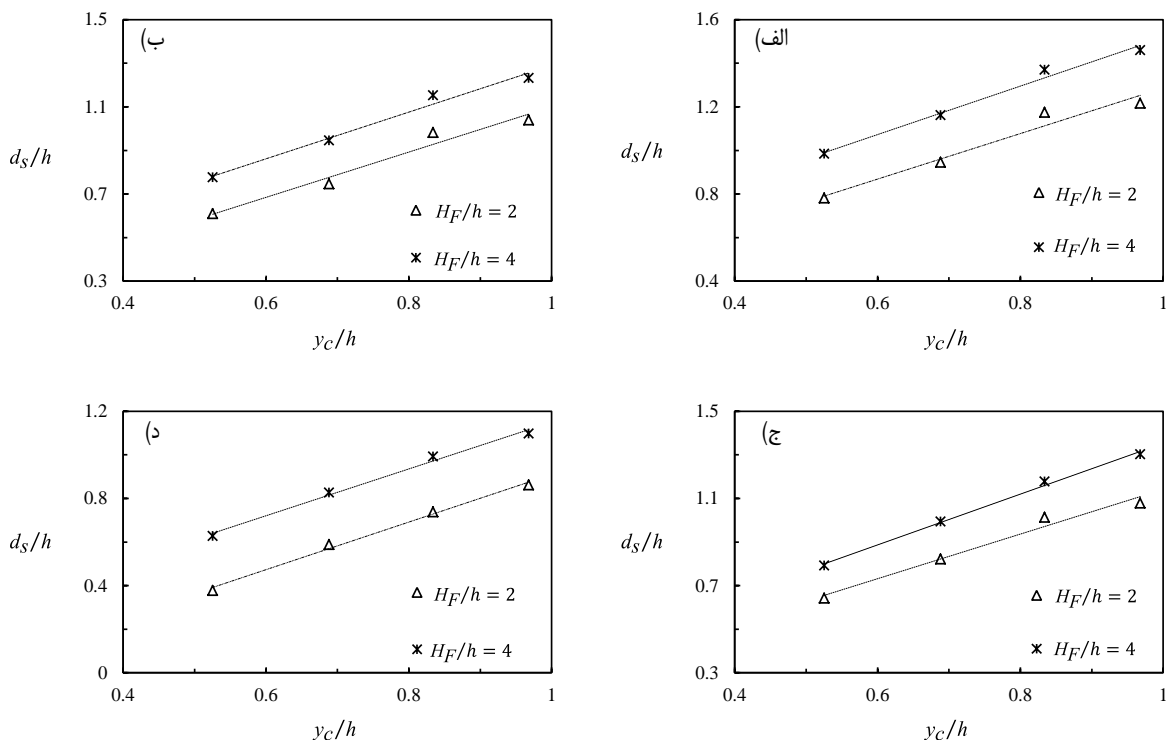 الف)
1.6
1.2
0.8
0.4
d_s/h
H_F/h = 2
H_F/h = 4
0.4 0.6 0.8 1
y_c/h
ب)
1.5
1.1
0.7
0.3
d_s/h
H_F/h = 2
H_F/h = 4
0.4 0.6 0.8 1
y_c/h
ج)
1.5
1.1
0.7
0.3
d_s/h
H_F/h = 2
H_F/h = 4
0.4 0.6 0.8 1
y_c/h
د)
1.2
0.8
0.4
0
d_s/h
H_F/h = 2
H_F/h = 4
0.4 0.6 0.8 1
y_c/h